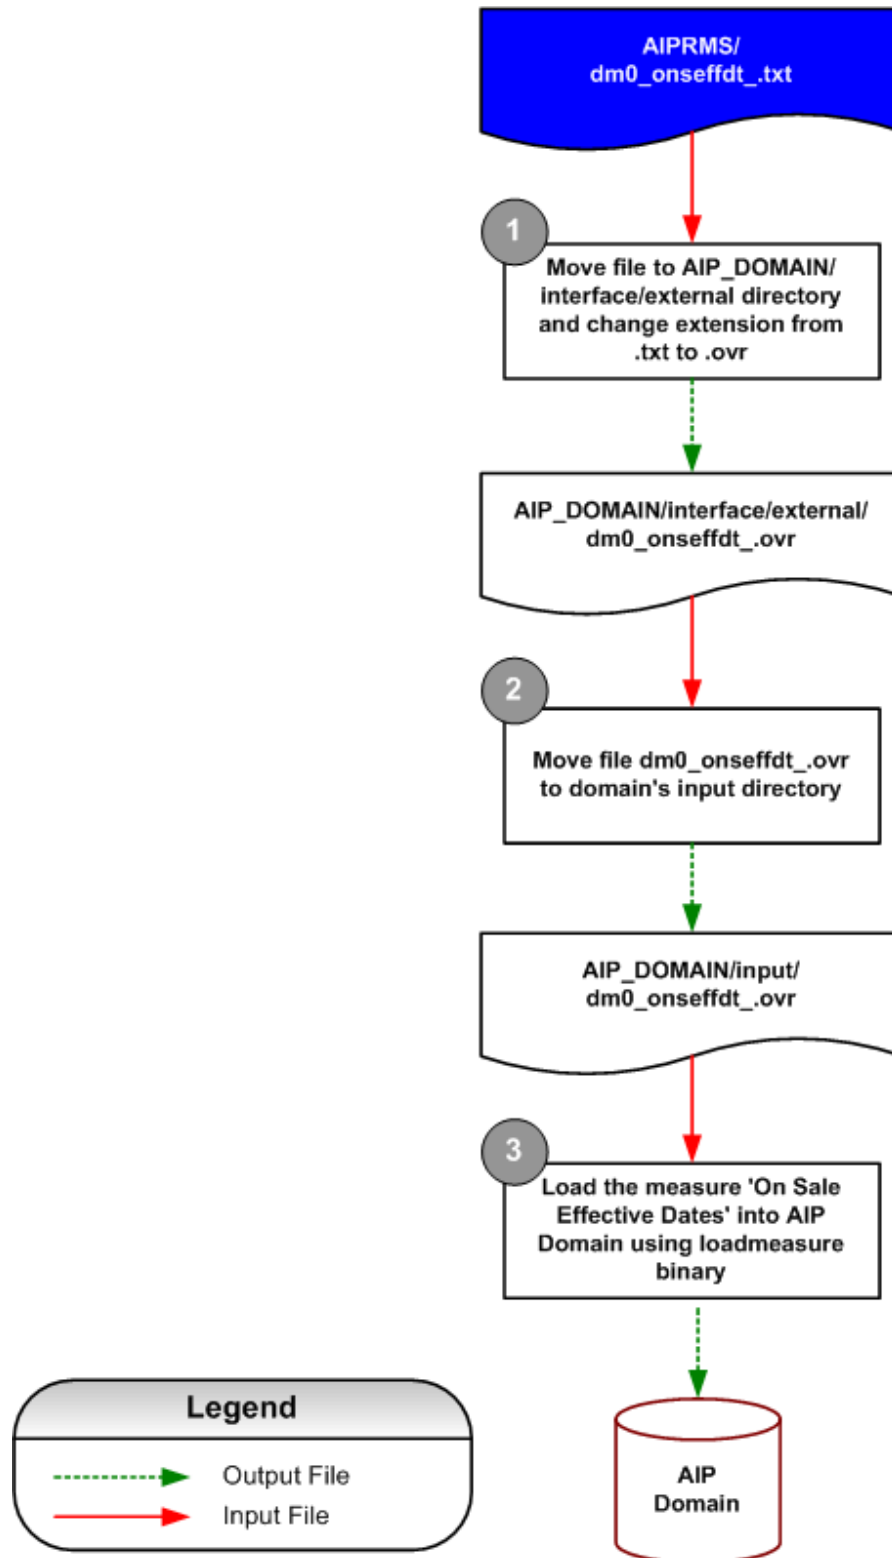 AIPRMS/
dm0_onseffdt_.txt
1
Move file to AIP_DOMAIN/
interface/external directory
and change extension from
.txt to .ovr
AIP_DOMAIN/interface/external/
dm0_onseffdt_.ovr
2
Move file dm0_onseffdt_.ovr
to domain's input directory
AIP_DOMAIN/input/
dm0_onseffdt_.ovr
3
Load the measure 'On Sale
Effective Dates' into AIP
Domain using loadmeasure
binary
Legend
Output File
Input File
AIP
Domain